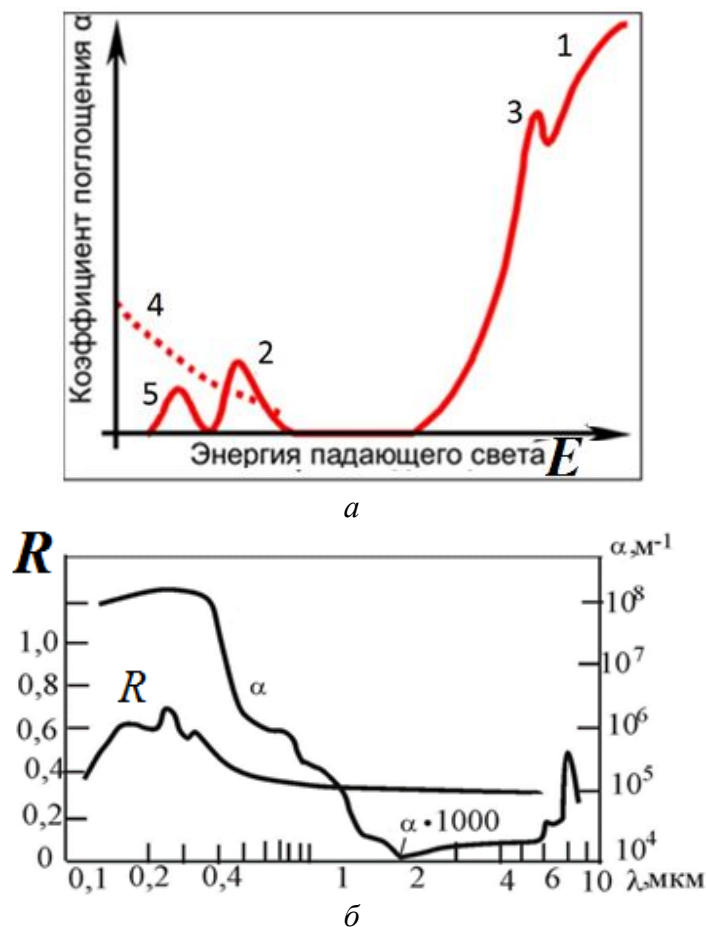 Коэффициент поглощения α
1
3
4
2
5
Энергия падающего света E
а
R
α,м-1
1,0
0,8
0,6
0,4
0,2
0
R
α
α·1000
10⁸
10⁷
10⁶
10⁵
10⁴
0,1 0,2 0,4 1 2 4 6 10 λ,мкм
б